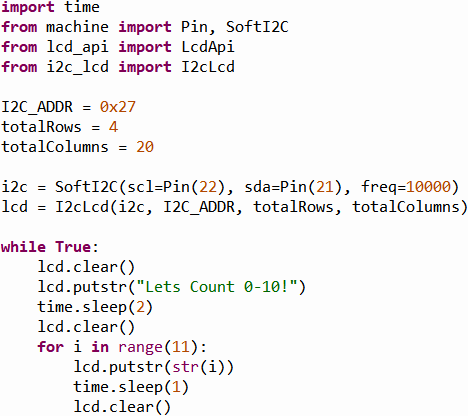 import time
from machine import Pin, SoftI2C
from lcd_api import LcdApi
from i2c_lcd import I2cLcd

I2C_ADDR = 0x27
totalRows = 4
totalColumns = 20

i2c = SoftI2C(scl=Pin(22), sda=Pin(21), freq=10000)
lcd = I2cLcd(i2c, I2C_ADDR, totalRows, totalColumns)

while True:
    lcd.clear()
    lcd.putstr("Lets Count 0-10!")
    time.sleep(2)
    lcd.clear()
    for i in range(11):
        lcd.putstr(str(i))
        time.sleep(1)
        lcd.clear()